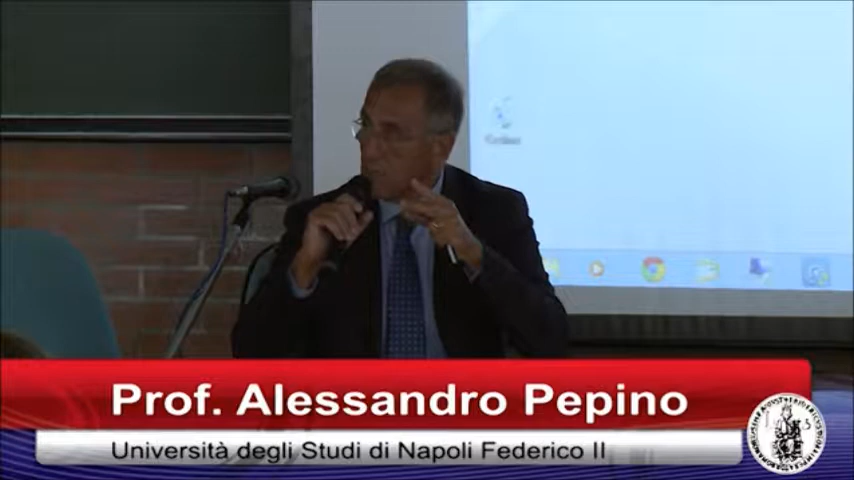 Prof. Alessandro Pepino
Università degli Studi di Napoli Federico II